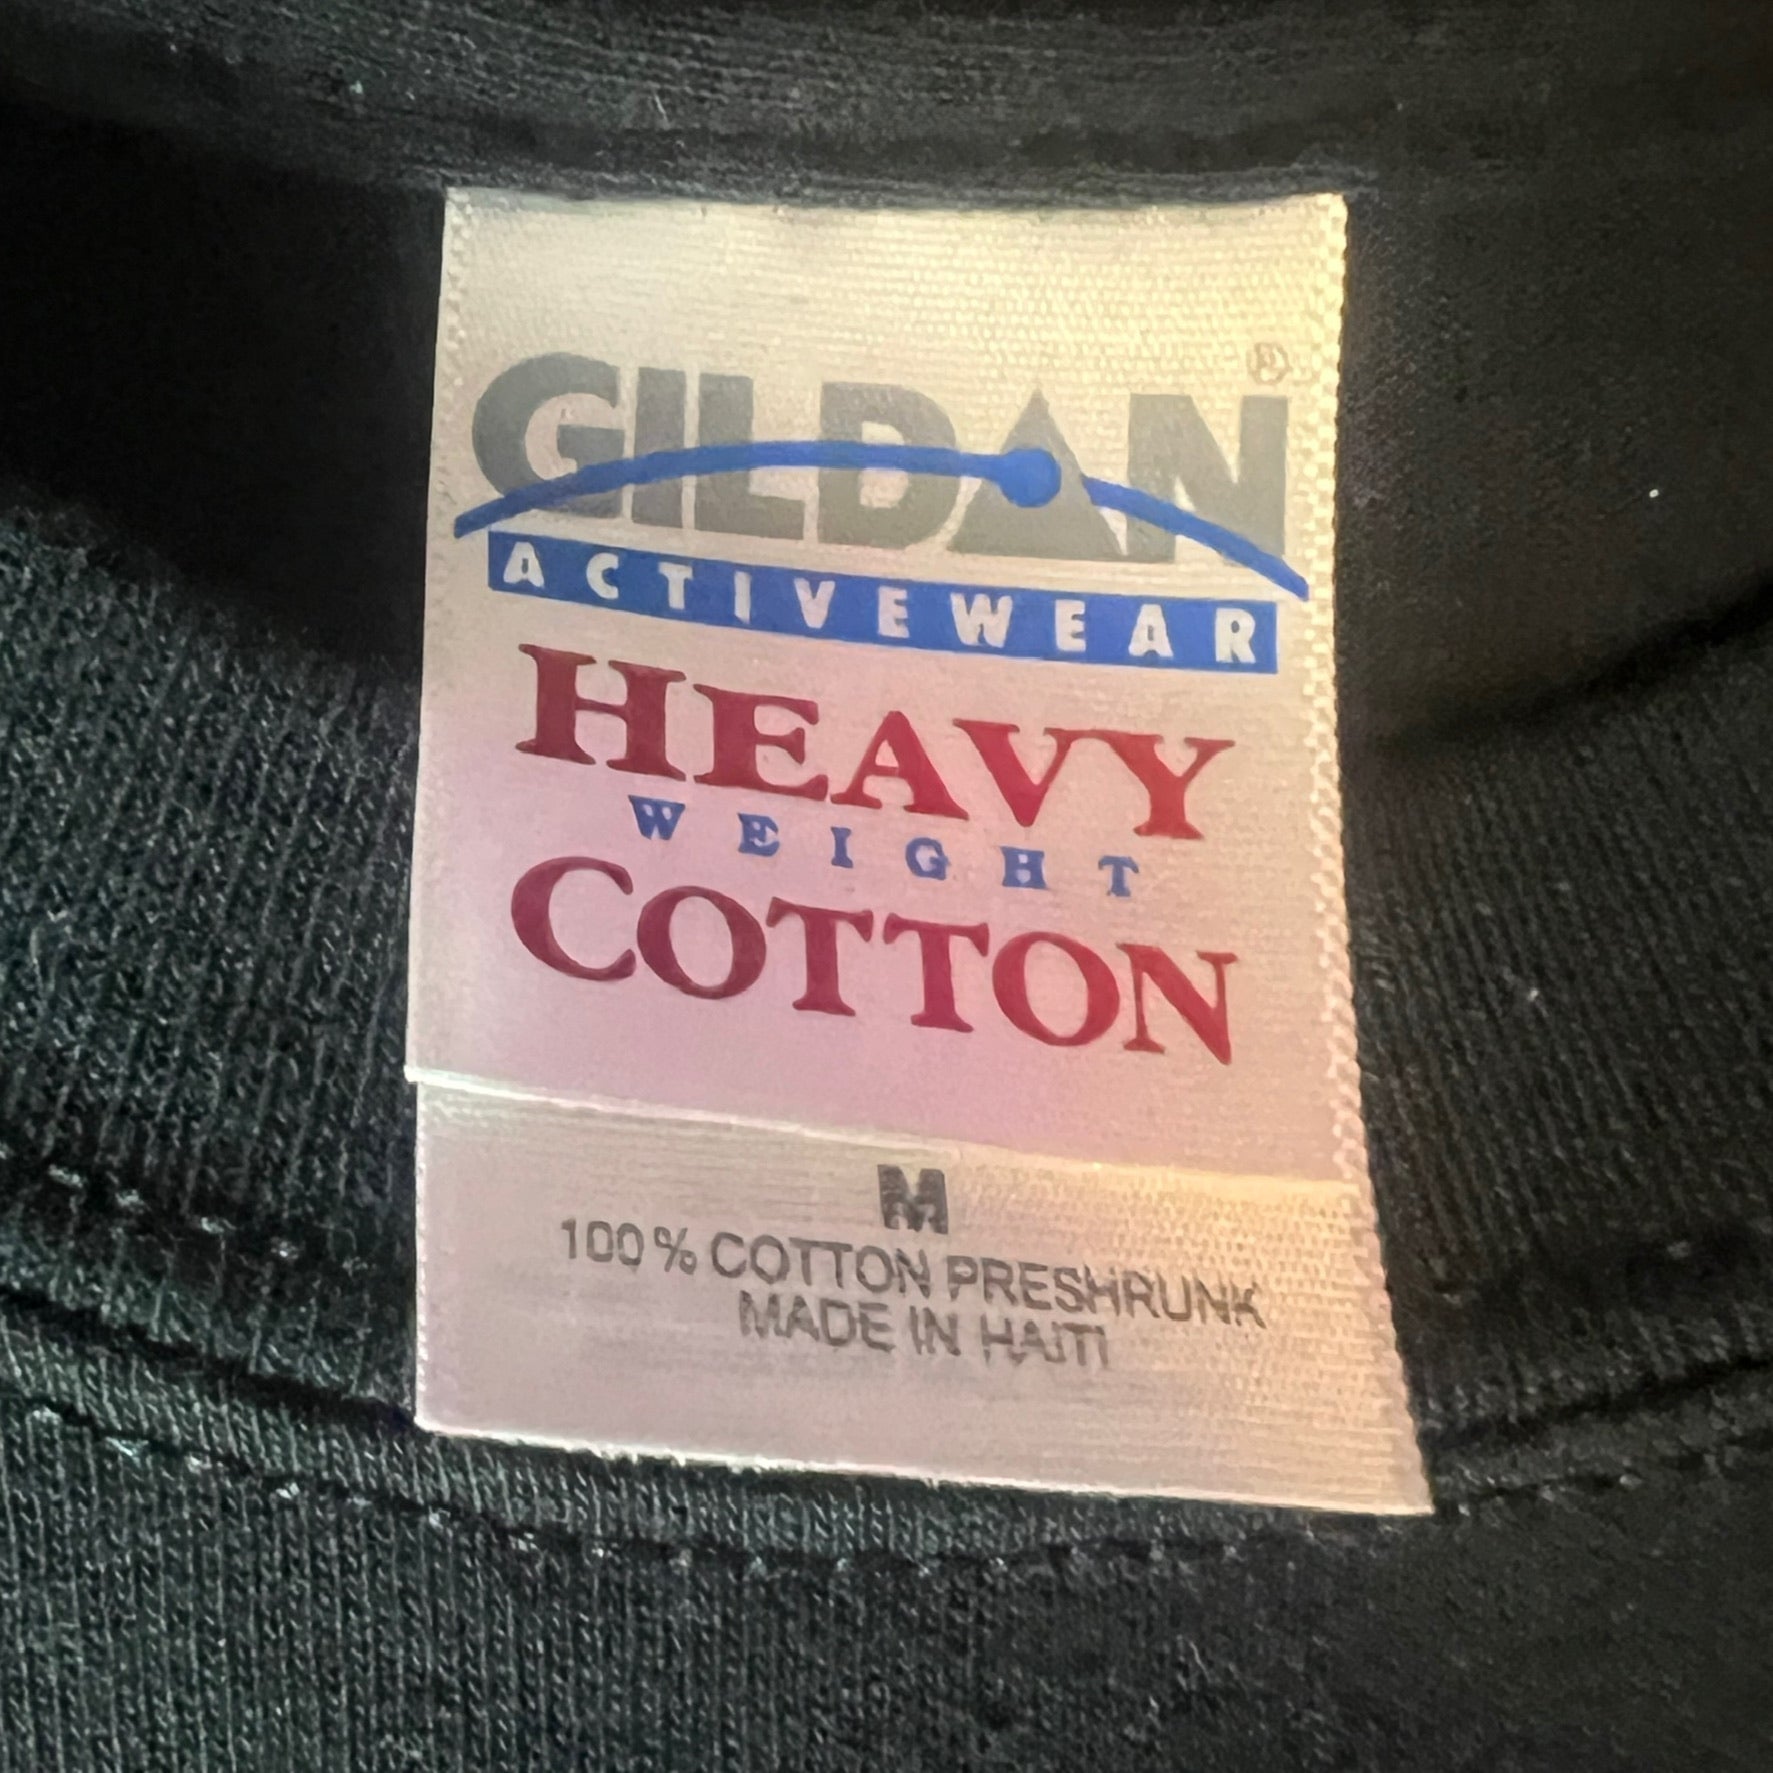 GILDAN®
ACTIVEWEAR
HEAVY
WEIGHT
COTTON
M
100% COTTON PRESHRUNK
MADE IN HAITI